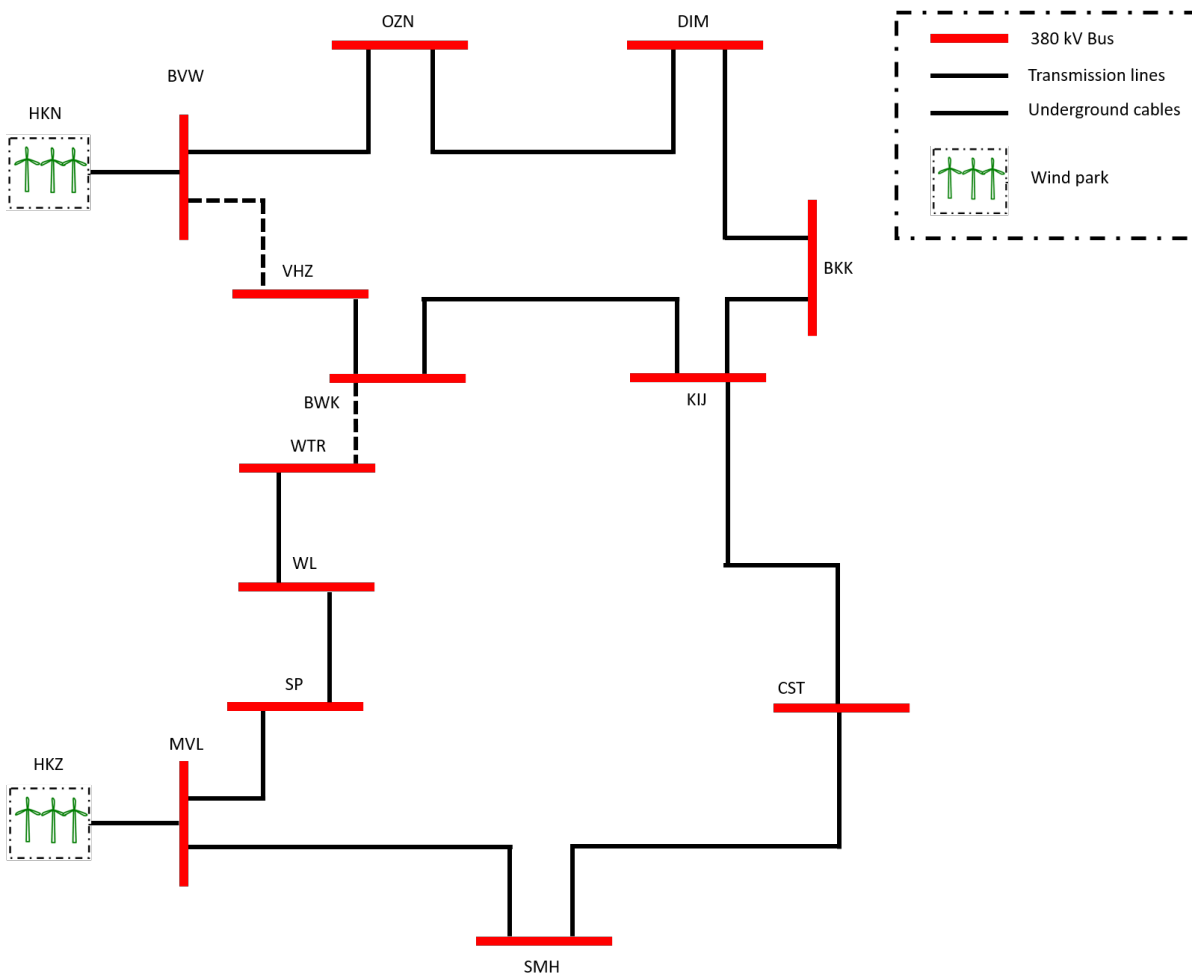 OZN
DIM
380 kV Bus
BVW
Transmission lines
HKN
Underground cables
Wind park
VHZ
BKK
BWK
KIJ
WTR
WL
SP
CST
MVL
HKZ
SMH